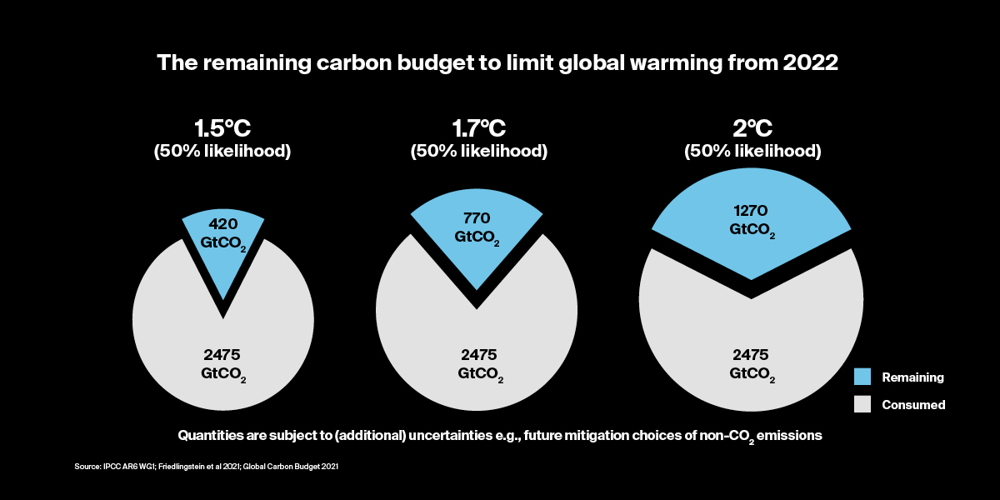 The remaining carbon budget to limit global warming from 2022
1.5°C
(50% likelihood)
1.7°C
(50% likelihood)
2°C
(50% likelihood)
420
GtCO₂
770
GtCO₂
1270
GtCO₂
2475
GtCO₂
2475
GtCO₂
2475
GtCO₂
Remaining
Consumed
Quantities are subject to (additional) uncertainties e.g., future mitigation choices of non-CO₂ emissions
Source: IPCC AR6 WG1; Friedlingstein et al 2021; Global Carbon Budget 2021